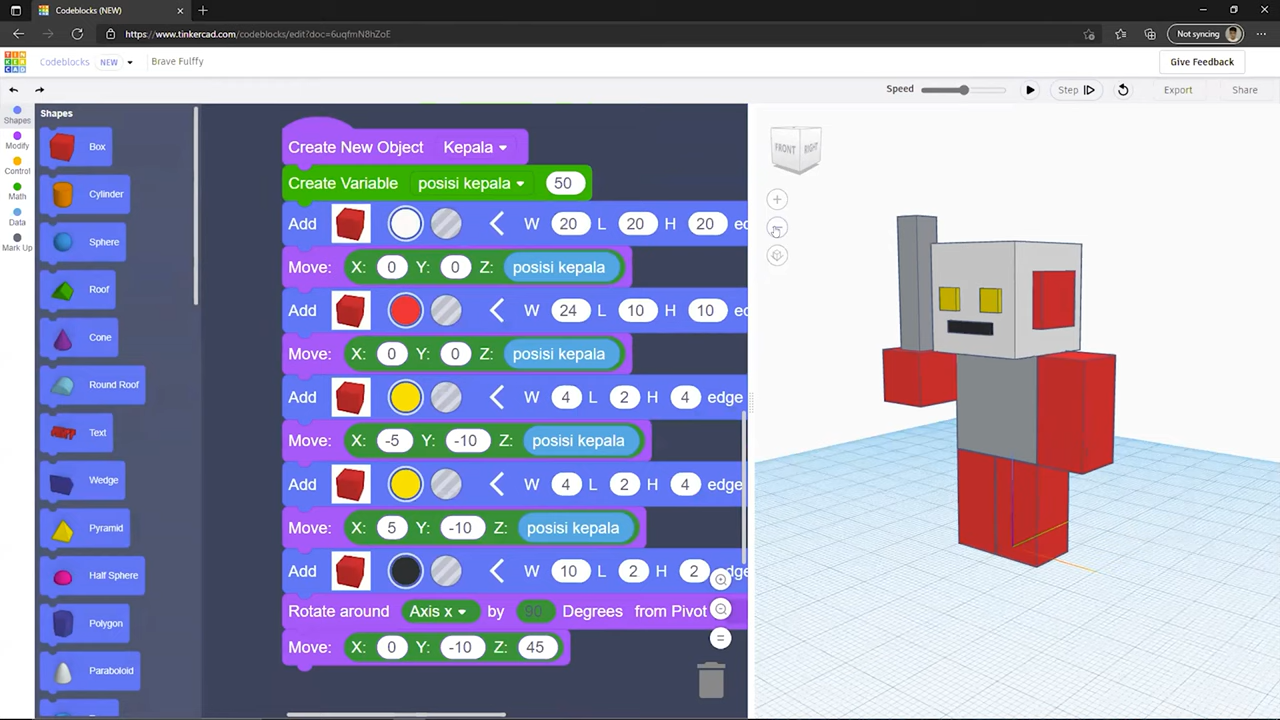 Codeblocks (NEW)
https://www.tinkercad.com/codeblocks/edit?doc=6uqfmN8hZoE
Not syncing
TIN
KER
CAD
Codeblocks NEW Brave Fulffy
Give Feedback
Speed Step Export Share
Shapes
Modify
Control
Math
Data
Mark Up
Shapes
Box
Cylinder
Sphere
Roof
Cone
Round Roof
Text
Wedge
Pyramid
Half Sphere
Polygon
Paraboloid
Create New Object Kepala
Create Variable posisi kepala 50
Add W 20 L 20 H 20
Move: X: 0 Y: 0 Z: posisi kepala
Add W 24 L 10 H 10
Move: X: 0 Y: 0 Z: posisi kepala
Add W 4 L 2 H 4 edge
Move: X: -5 Y: -10 Z: posisi kepala
Add W 4 L 2 H 4 edge
Move: X: 5 Y: -10 Z: posisi kepala
Add W 10 L 2 H 2 edge
Rotate around Axis x by 90 Degrees from Pivot
Move: X: 0 Y: -10 Z: 45
FRONT RIGHT